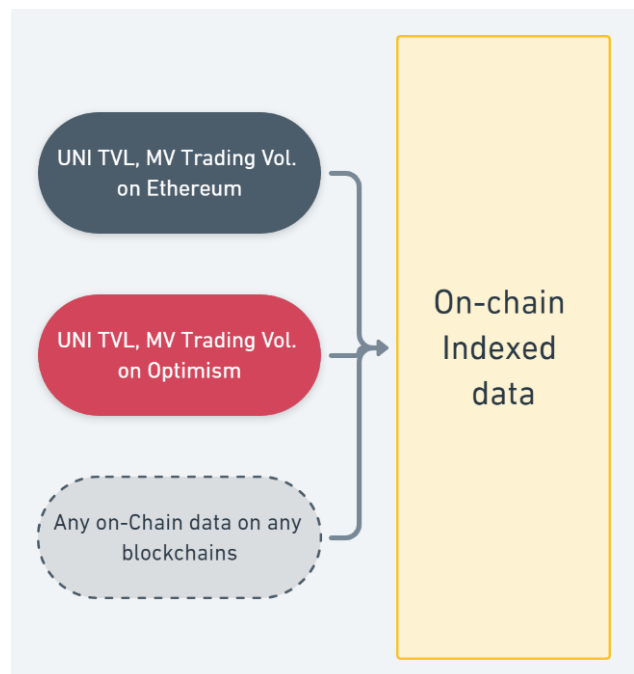 UNI TVL, MV Trading Vol.
on Ethereum
UNI TVL, MV Trading Vol.
on Optimism
Any on-Chain data on any
blockchains
On-chain
Indexed
data